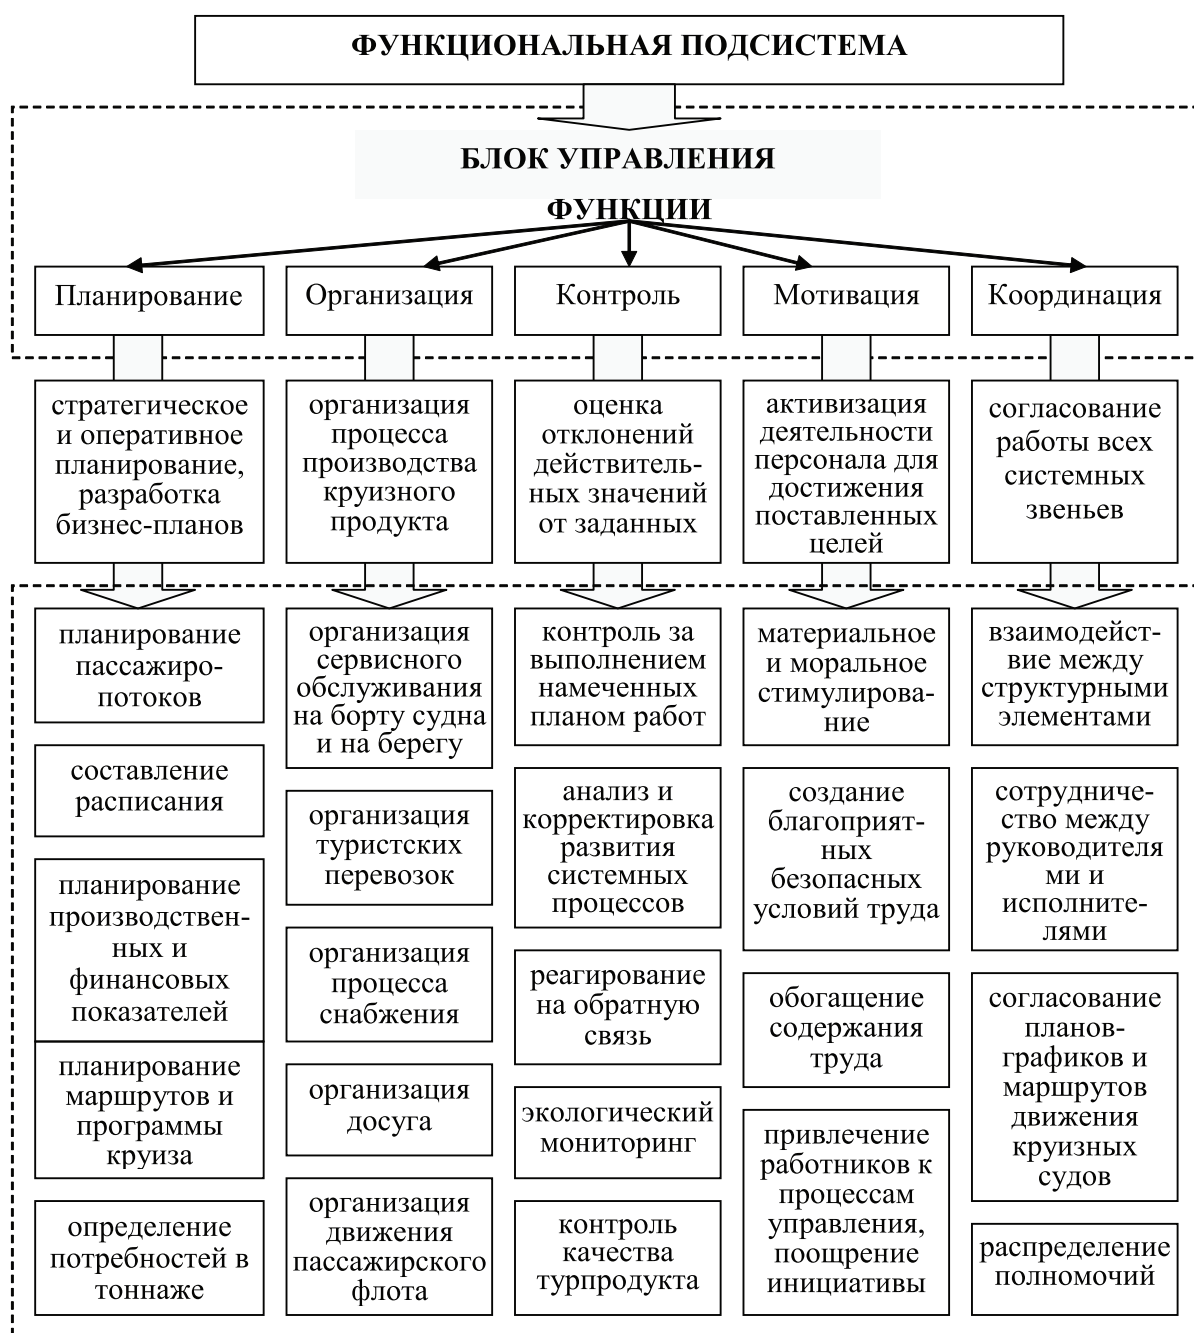 ФУНКЦИОНАЛЬНАЯ ПОДСИСТЕМА
БЛОК УПРАВЛЕНИЯ
ФУНКЦИИ
Планирование
Организация
Контроль
Мотивация
Координация
стратегическое
и оперативное
планирование,
разработка
бизнес-планов
организация
процесса
производства
круизного
продукта
оценка
отклонений
действитель-
ных значений
от заданных
активизация
деятельности
персонала для
достижения
поставленных
целей
согласование
работы всех
системных
звеньев
планирование
пассажиро-
потоков
составление
расписания
планирование
производствен-
ных и
финансовых
показателей
планирование
маршрутов и
программы
круиза
определение
потребностей в
тоннаже
организация
сервисного
обслуживания
на борту судна
и на берегу
организация
туристских
перевозок
организация
процесса
снабжения
организация
досуга
организация
движения
пассажирского
флота
контроль за
выполнением
намеченных
планом работ
анализ и
корректировка
развития
системных
процессов
реагирование
на обратную
связь
экологический
мониторинг
контроль
качества
турпродукта
материальное
и моральное
стимулирова-
ние
создание
благоприят-
ных
безопасных
условий труда
обогащение
содержания
труда
привлечение
работников к
процессам
управления,
поощрение
инициативы
взаимодейст-
вие между
структурными
элементами
сотрудниче-
ство между
руководителя
ми и
исполните-
лями
согласование
планов-
графиков и
маршрутов
движения
круизных
судов
распределение
полномочий